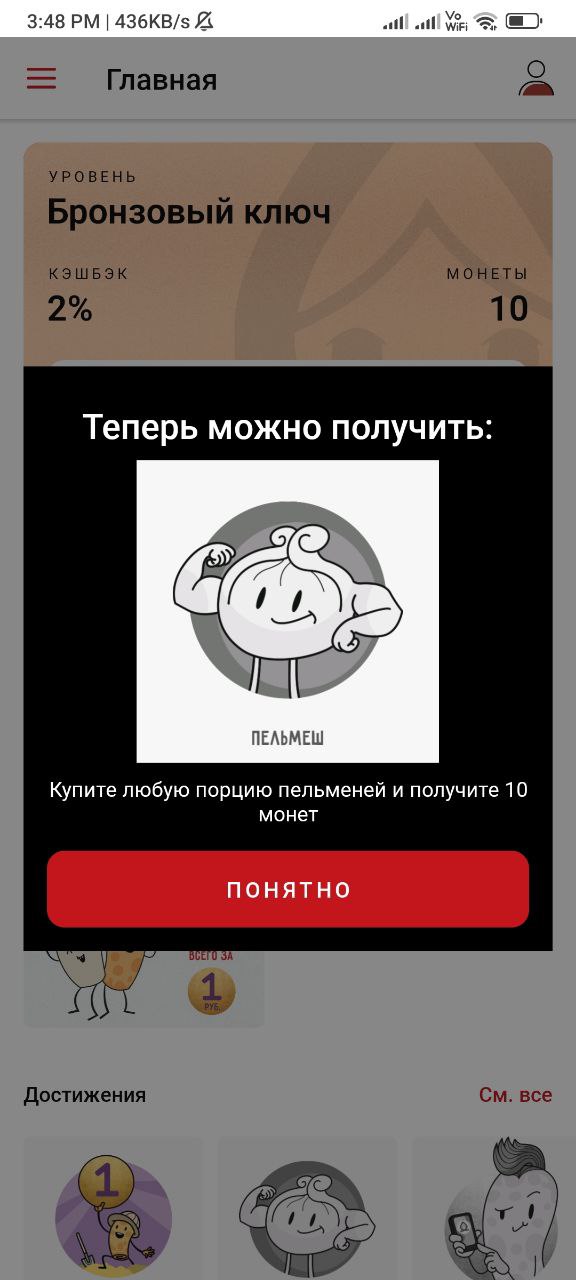 3:48 PM | 436KB/s
Vo
WiFi
Главная
УРОВЕНЬ
Бронзовый ключ
КЭШБЭК
МОНЕТЫ
2%
10
Теперь можно получить:
ПЕЛЬМЕШ
Купите любую порцию пельменей и получите 10
монет
ПОНЯТНО
ВСЕГО ЗА
1
РУБ.
Достижения
См. все
1